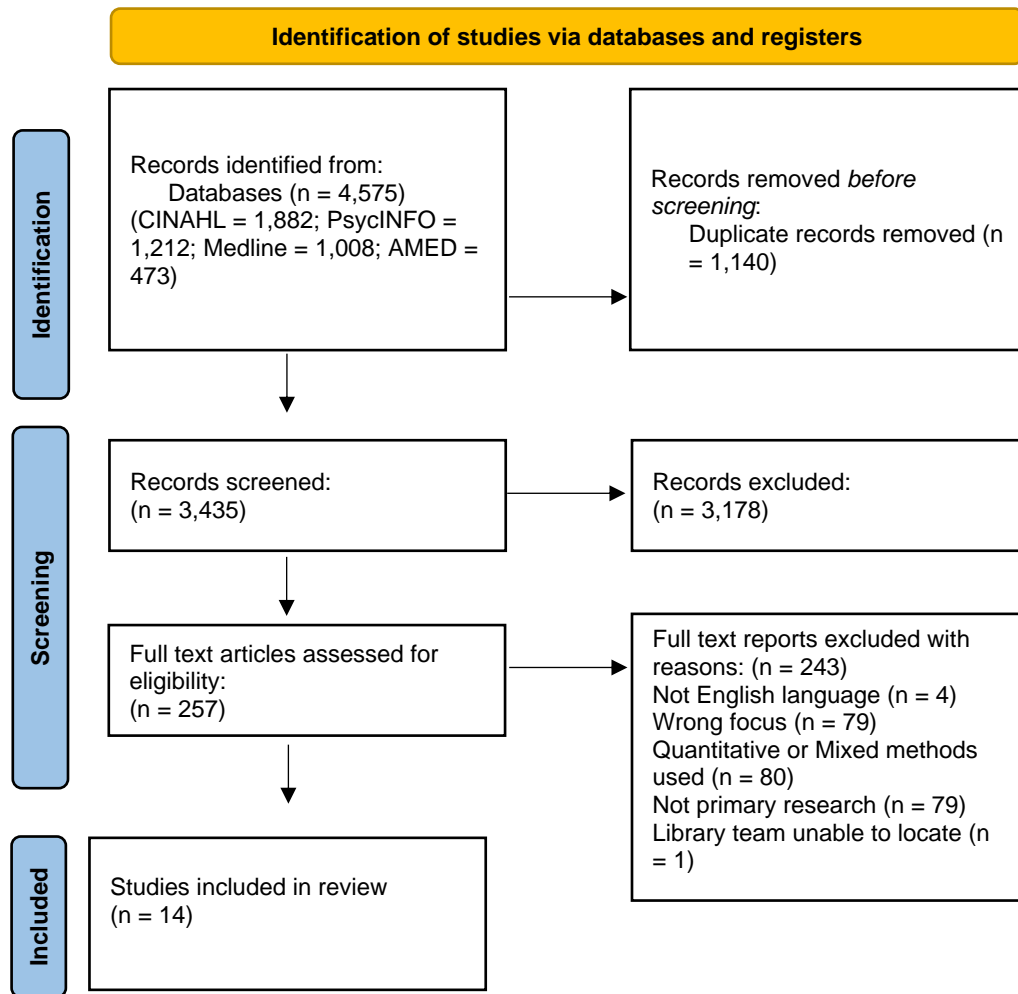 Identification of studies via databases and registers
Identification
Records identified from:
Databases (n = 4,575)
(CINAHL = 1,882; PsycINFO =
1,212; Medline = 1,008; AMED =
473)
Records removed before
screening:
Duplicate records removed (n
= 1,140)
Screening
Records screened:
(n = 3,435)
Records excluded:
(n = 3,178)
Full text articles assessed for
eligibility:
(n = 257)
Full text reports excluded with
reasons: (n = 243)
Not English language (n = 4)
Wrong focus (n = 79)
Quantitative or Mixed methods
used (n = 80)
Not primary research (n = 79)
Library team unable to locate (n
= 1)
Included
Studies included in review
(n = 14)